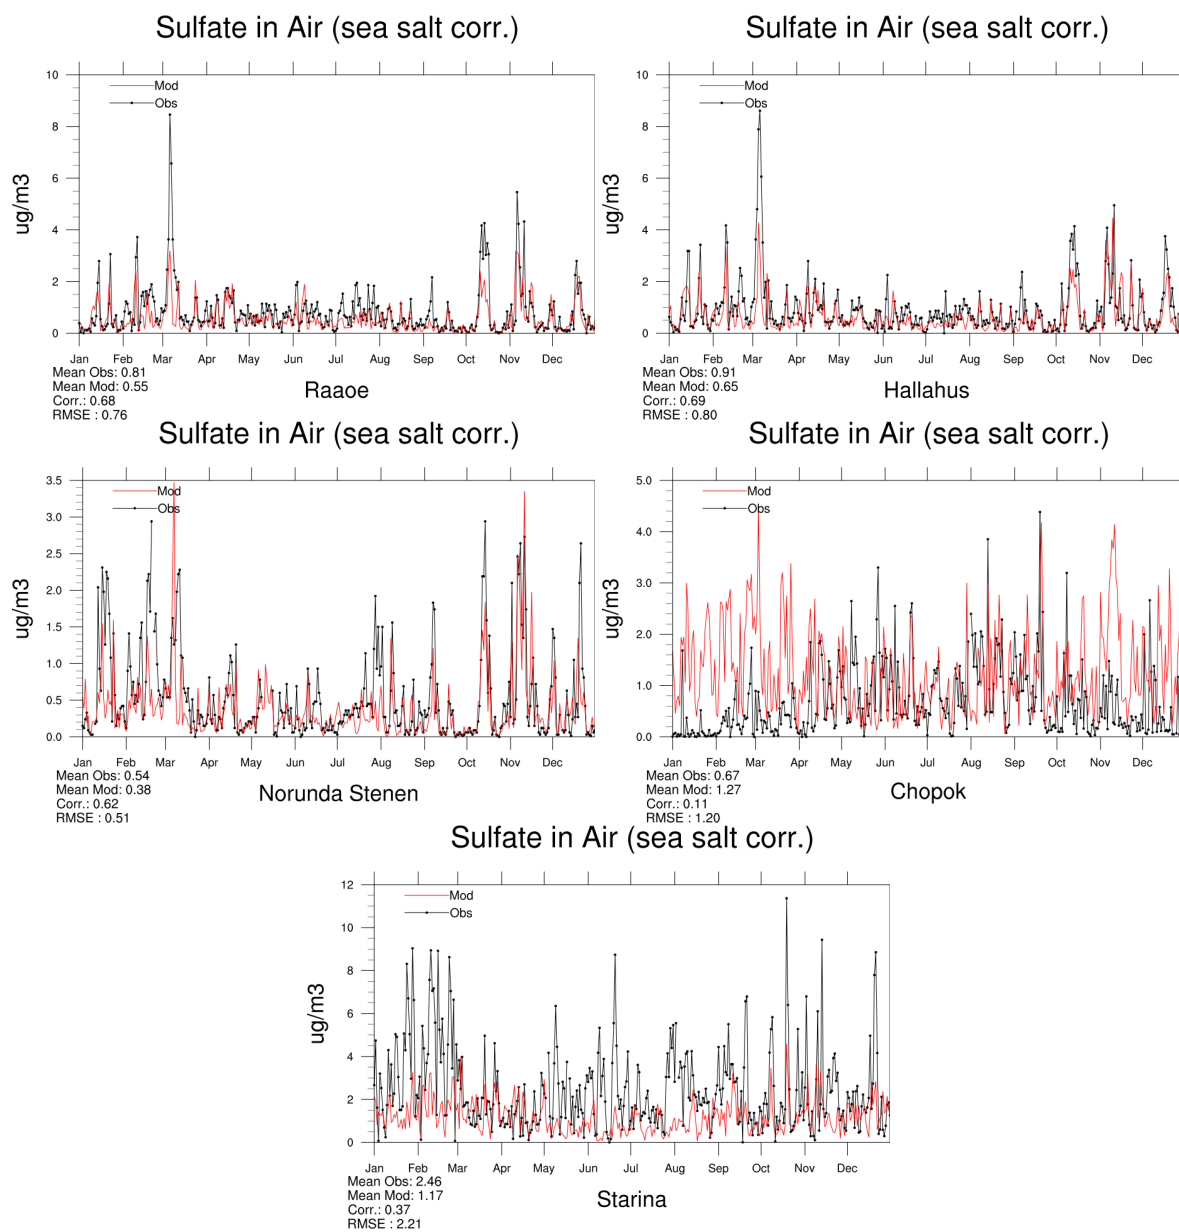 Sulfate in Air (sea salt corr.)
Sulfate in Air (sea salt corr.)
10
8
6
4
2
0
ug/m3
Mod
Obs
Jan Feb Mar Apr May Jun Jul Aug Sep Oct Nov Dec
Mean Obs: 0.81
Mean Mod: 0.55
Corr.: 0.68
RMSE : 0.76
Raaoe
10
8
6
4
2
0
ug/m3
Mod
Obs
Jan Feb Mar Apr May Jun Jul Aug Sep Oct Nov Dec
Mean Obs: 0.91
Mean Mod: 0.65
Corr.: 0.69
RMSE : 0.80
Hallahus
Sulfate in Air (sea salt corr.)
Sulfate in Air (sea salt corr.)
3.5
3.0
2.5
2.0
1.5
1.0
0.5
0.0
ug/m3
Mod
Obs
Jan Feb Mar Apr May Jun Jul Aug Sep Oct Nov Dec
Mean Obs: 0.54
Mean Mod: 0.38
Corr.: 0.62
RMSE : 0.51
Norunda Stenen
5.0
4.0
3.0
2.0
1.0
0.0
ug/m3
Mod
Obs
Jan Feb Mar Apr May Jun Jul Aug Sep Oct Nov Dec
Mean Obs: 0.67
Mean Mod: 1.27
Corr.: 0.11
RMSE : 1.20
Chopok
Sulfate in Air (sea salt corr.)
12
10
8
6
4
2
0
ug/m3
Mod
Obs
Jan Feb Mar Apr May Jun Jul Aug Sep Oct Nov Dec
Mean Obs: 2.46
Mean Mod: 1.17
Corr.: 0.37
RMSE : 2.21
Starina